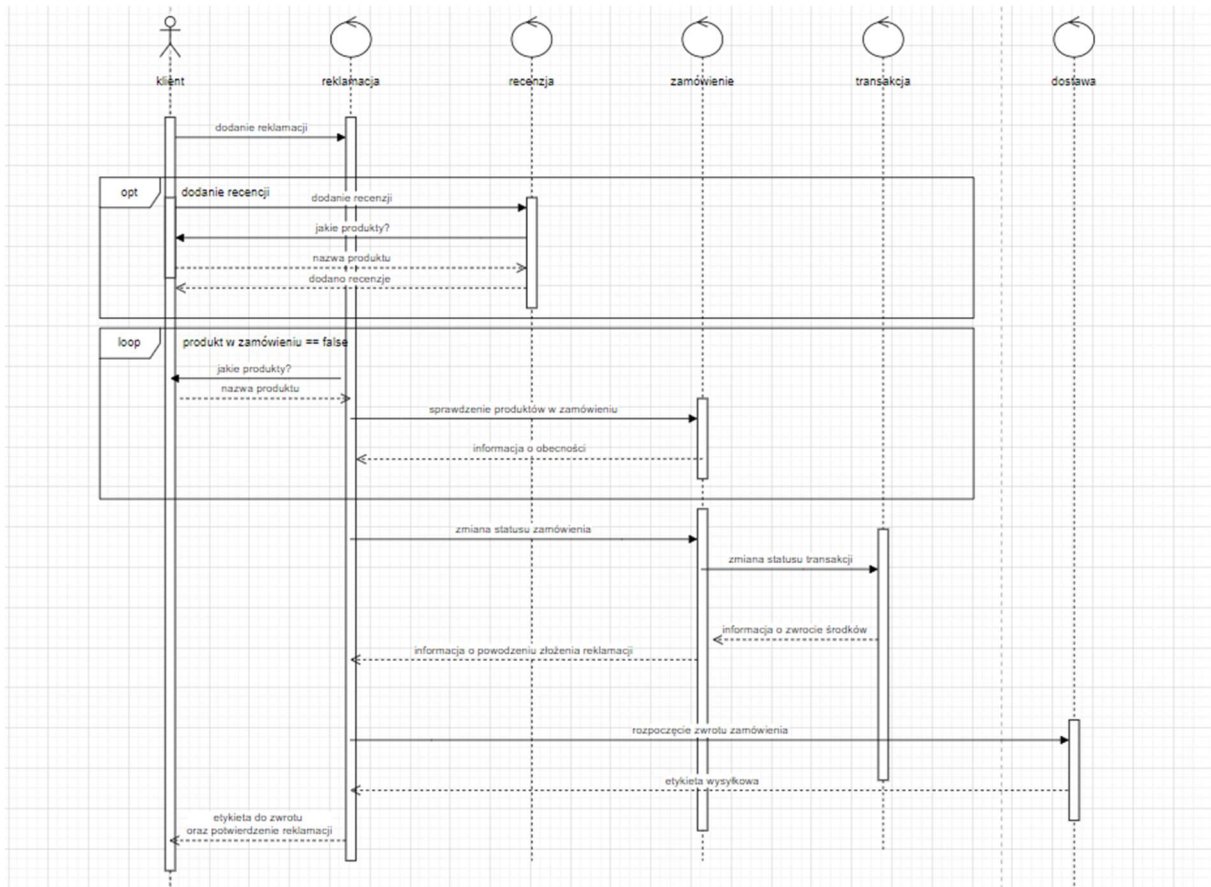 klient
reklamacja
recenzja
zamówienie
transakcja
dostawa
dodanie reklamacji
opt
dodanie recencji
dodanie recenzji
jakie produkty?
nazwa produktu
dodano recenzje
loop
produkt w zamówieniu == false
jakie produkty?
nazwa produktu
sprawdzenie produktów w zamówieniu
informacja o obecności
zmiana statusu zamówienia
zmiana statusu transakcji
informacja o zwrocie środków
informacja o powodzeniu złożenia reklamacji
rozpoczęcie zwrotu zamówienia
etykieta wysyłkowa
etykieta do zwrotu
oraz potwierdzenie reklamacji